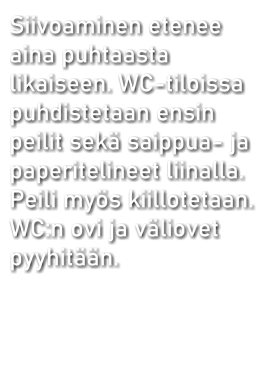 Siivoaminen etenee
aina puhtaasta
likaiseen. WC-tiloissa
puhdistetaan ensin
peilit sekä saippua- ja
paperitelineet liinalla.
Peili myös kiillotetaan.
WC:n ovi ja väliovet
pyyhitään.